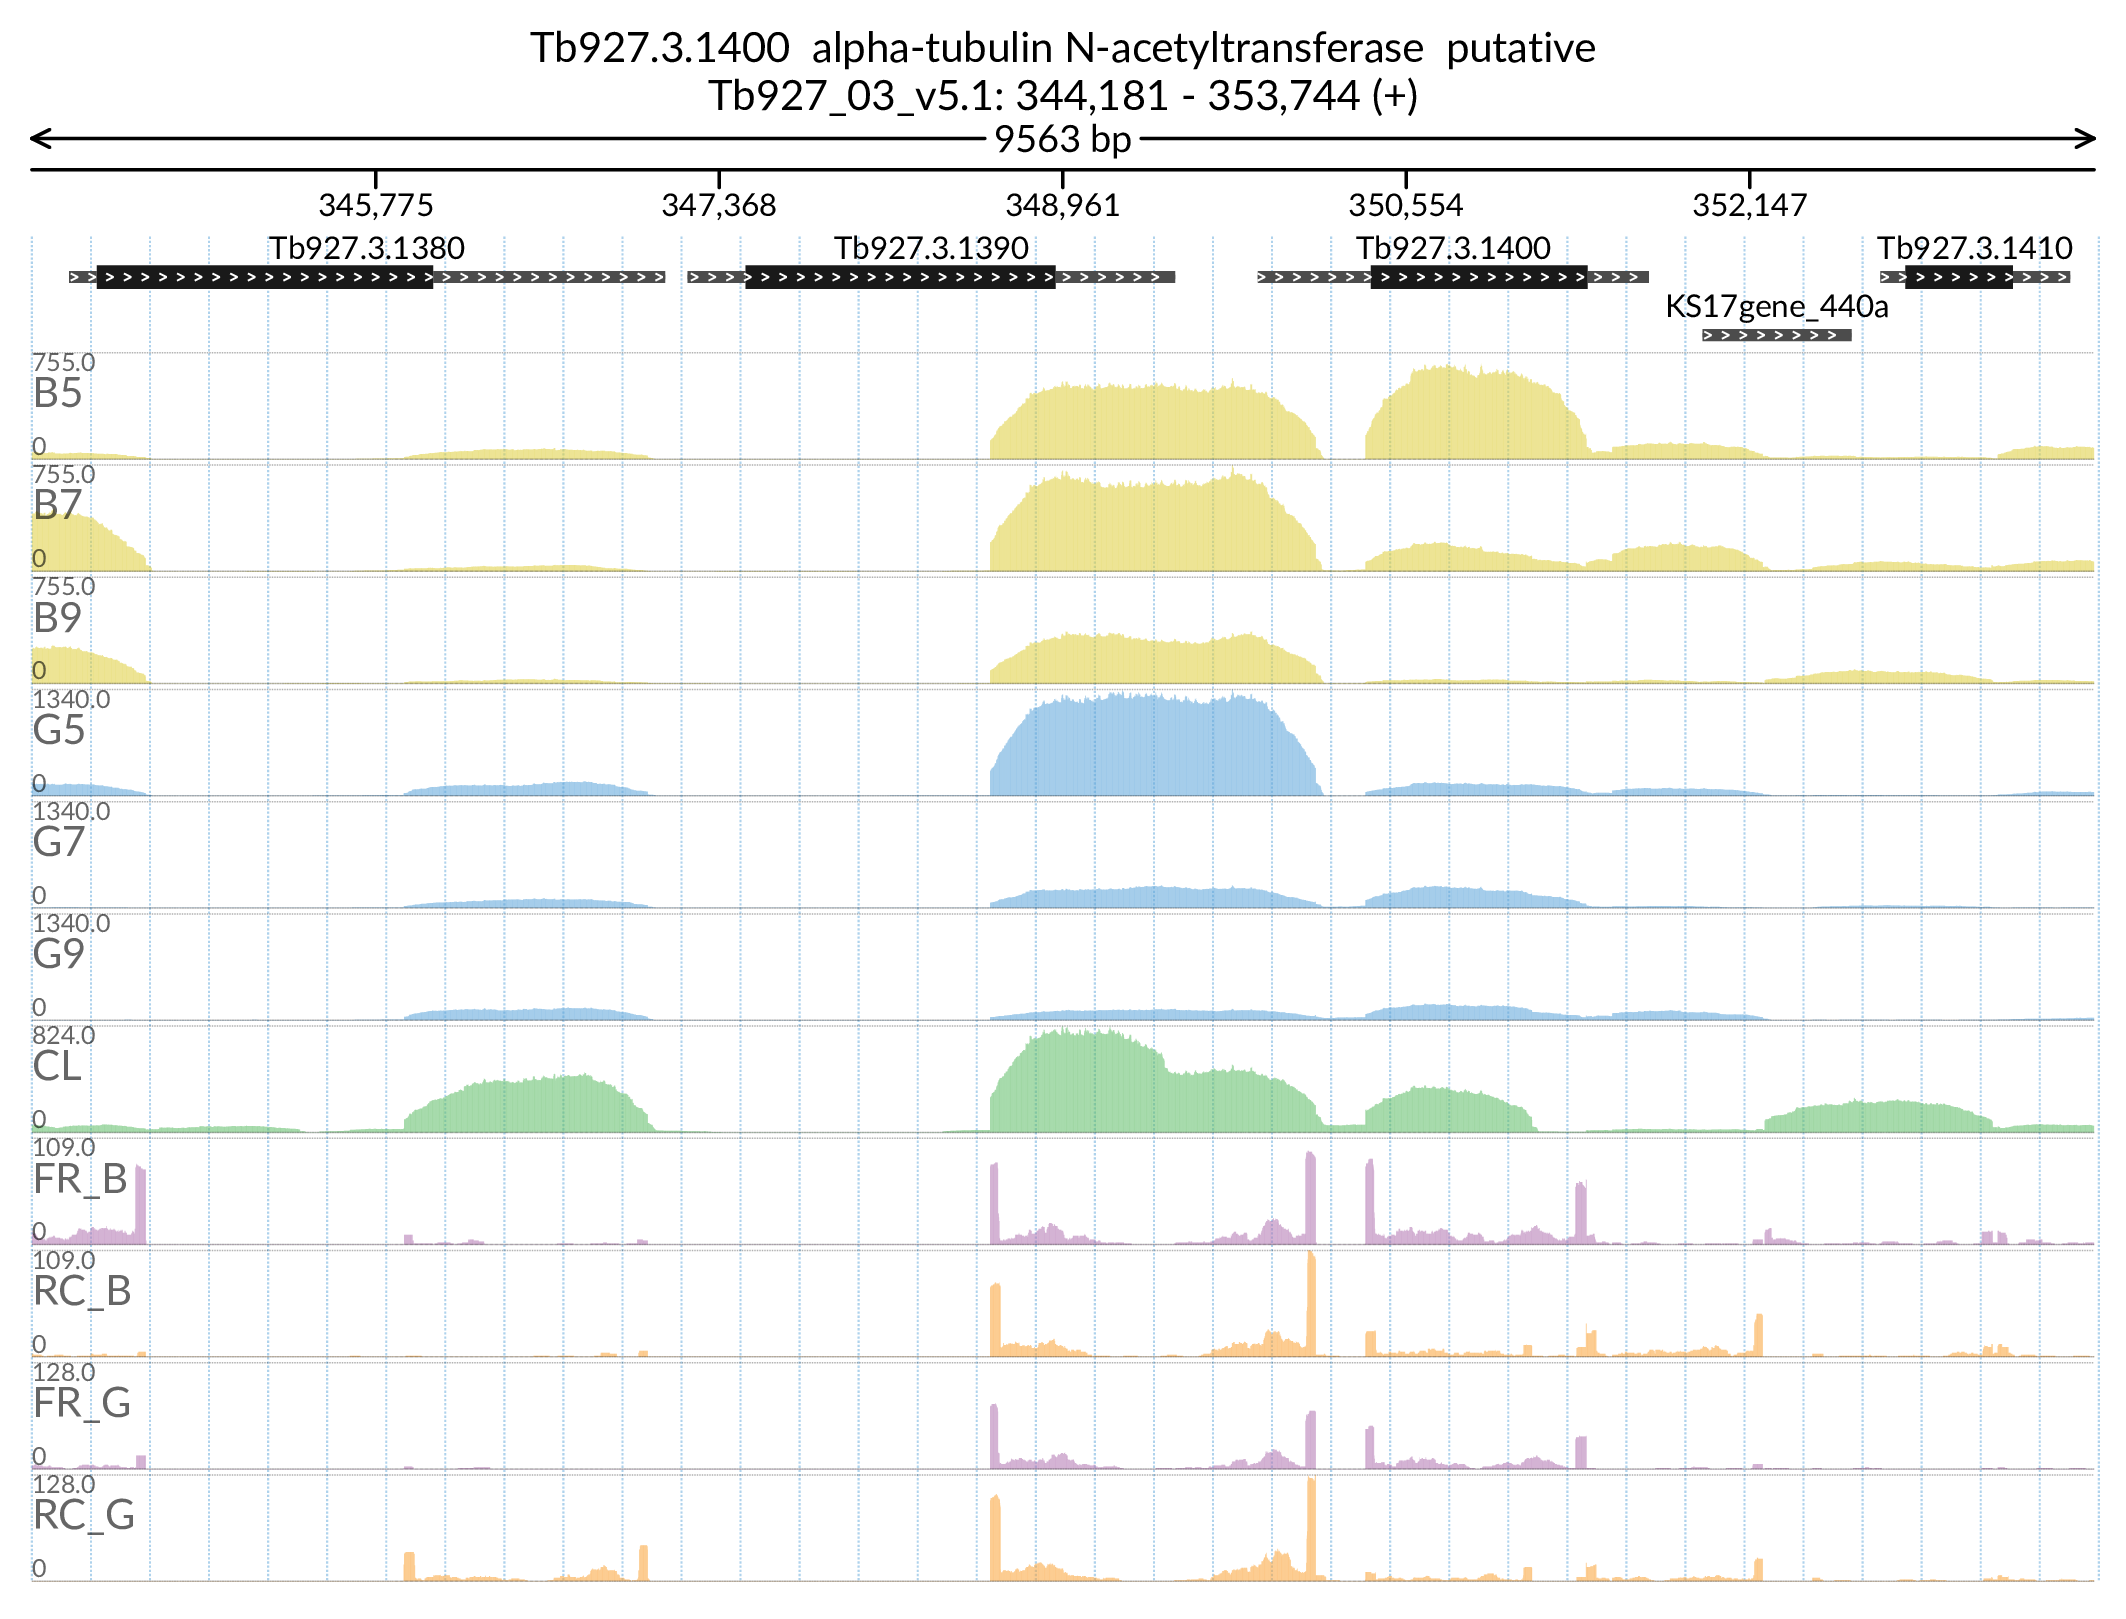 Tb927.3.1400 alpha-tubulin N-acetyltransferase putative
Tb927_03_v5.1: 344,181 - 353,744 (+)
9563 bp
345,775 347,368 348,961 350,554 352,147
Tb927.3.1380 Tb927.3.1390 Tb927.3.1400 Tb927.3.1410
KS17gene_440a
755.0
B5
0
755.0
B7
0
755.0
B9
0
1340.0
G5
0
1340.0
G7
0
1340.0
G9
0
824.0
CL
0
109.0
FR_B
0
109.0
RC_B
0
128.0
FR_G
0
128.0
RC_G
0